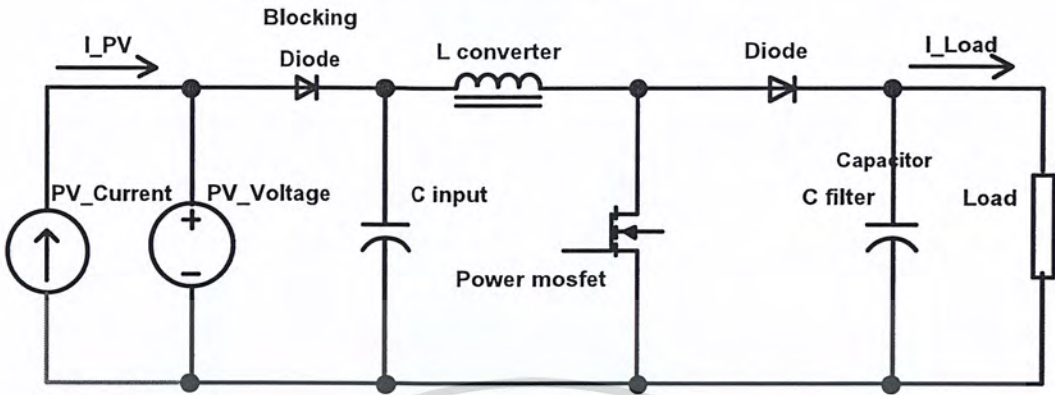 Blocking
I_PV
Diode
L converter
Diode
I_Load
PV_Current
PV_Voltage
C input
Capacitor
C filter
Load
Power mosfet